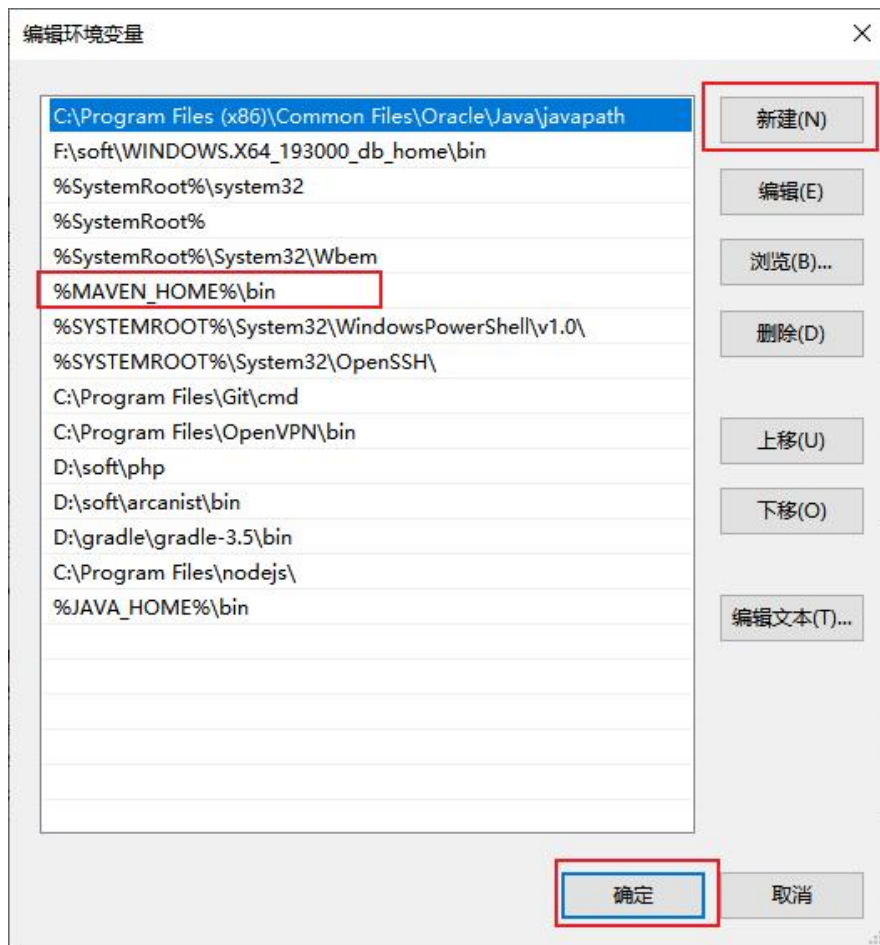 编辑环境变量
C:\Program Files (x86)\Common Files\Oracle\Java\javapath
F:\soft\WINDOWS.X64_193000_db_home\bin
%SystemRoot%\system32
%SystemRoot%
%SystemRoot%\System32\Wbem
%MAVEN_HOME%\bin
%SYSTEMROOT%\System32\WindowsPowerShell\v1.0\
%SYSTEMROOT%\System32\OpenSSH\
C:\Program Files\Git\cmd
C:\Program Files\OpenVPN\bin
D:\soft\php
D:\soft\arcanist\bin
D:\gradle\gradle-3.5\bin
C:\Program Files\nodejs\
%JAVA_HOME%\bin
新建(N)
编辑(E)
浏览(B)...
删除(D)
上移(U)
下移(O)
编辑文本(T)...
确定
取消